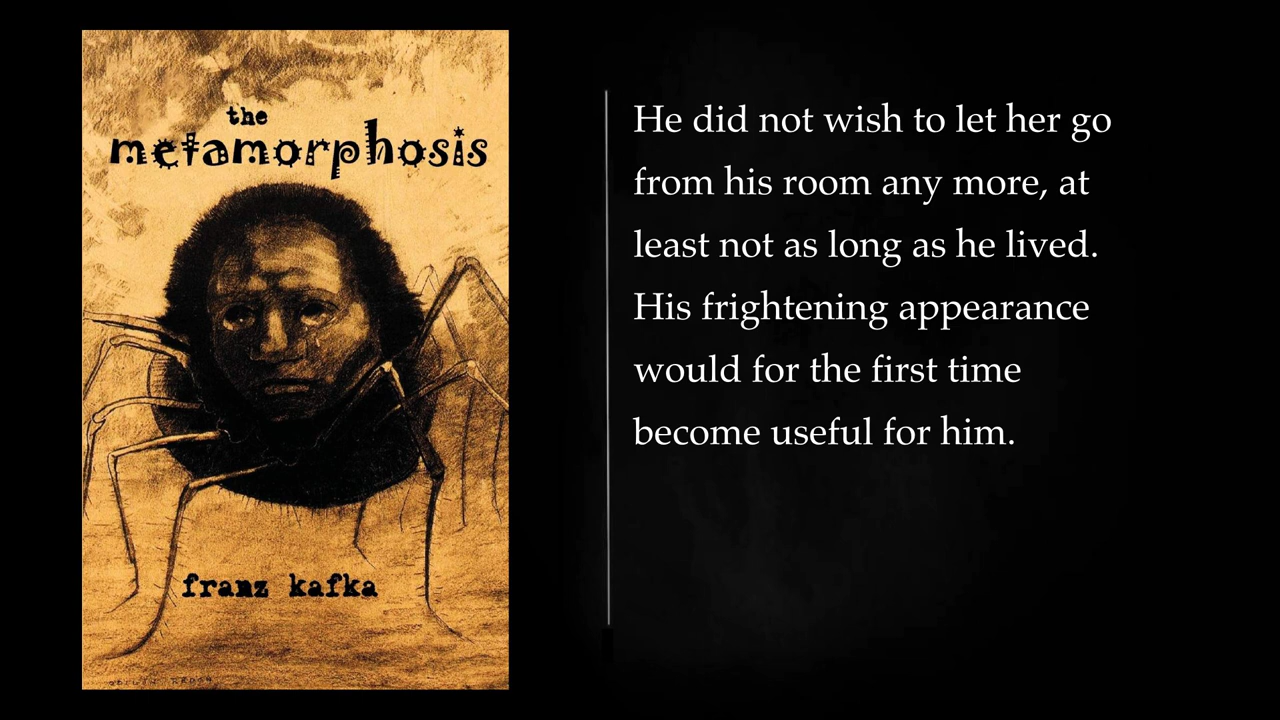 the
metamorphosis
franz kafka
He did not wish to let her go
from his room any more, at
least not as long as he lived.
His frightening appearance
would for the first time
become useful for him.